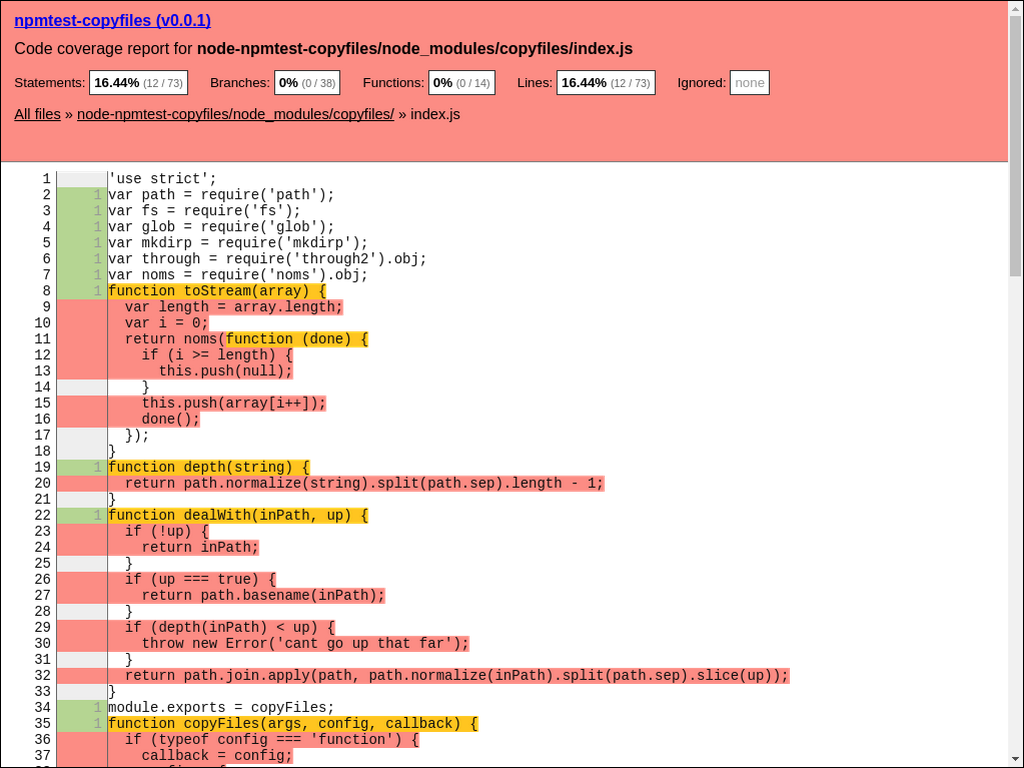 npmtest-copyfiles (v0.0.1)
Code coverage report for node-npmtest-copyfiles/node_modules/copyfiles/index.js
Statements: 16.44% (12 / 73) Branches: 0% (0 / 38) Functions: 0% (0 / 14) Lines: 16.44% (12 / 73) Ignored: none
All files » node-npmtest-copyfiles/node_modules/copyfiles/ » index.js
1 'use strict';
2 1 var path = require('path');
3 1 var fs = require('fs');
4 1 var glob = require('glob');
5 1 var mkdirp = require('mkdirp');
6 1 var through = require('through2').obj;
7 1 var noms = require('noms').obj;
8 1 function toStream(array) {
9 var length = array.length;
10 var i = 0;
11 return noms(function (done) {
12 if (i >= length) {
13 this.push(null);
14 }
15 this.push(array[i++]);
16 done();
17 });
18 }
19 1 function depth(string) {
20 return path.normalize(string).split(path.sep).length - 1;
21 }
22 1 function dealWith(inPath, up) {
23 if (!up) {
24 return inPath;
25 }
26 if (up === true) {
27 return path.basename(inPath);
28 }
29 if (depth(inPath) < up) {
30 throw new Error('cant go up that far');
31 }
32 return path.join.apply(path, path.normalize(inPath).split(path.sep).slice(up));
33 }
34 1 module.exports = copyFiles;
35 1 function copyFiles(args, config, callback) {
36 if (typeof config === 'function') {
37 callback = config;